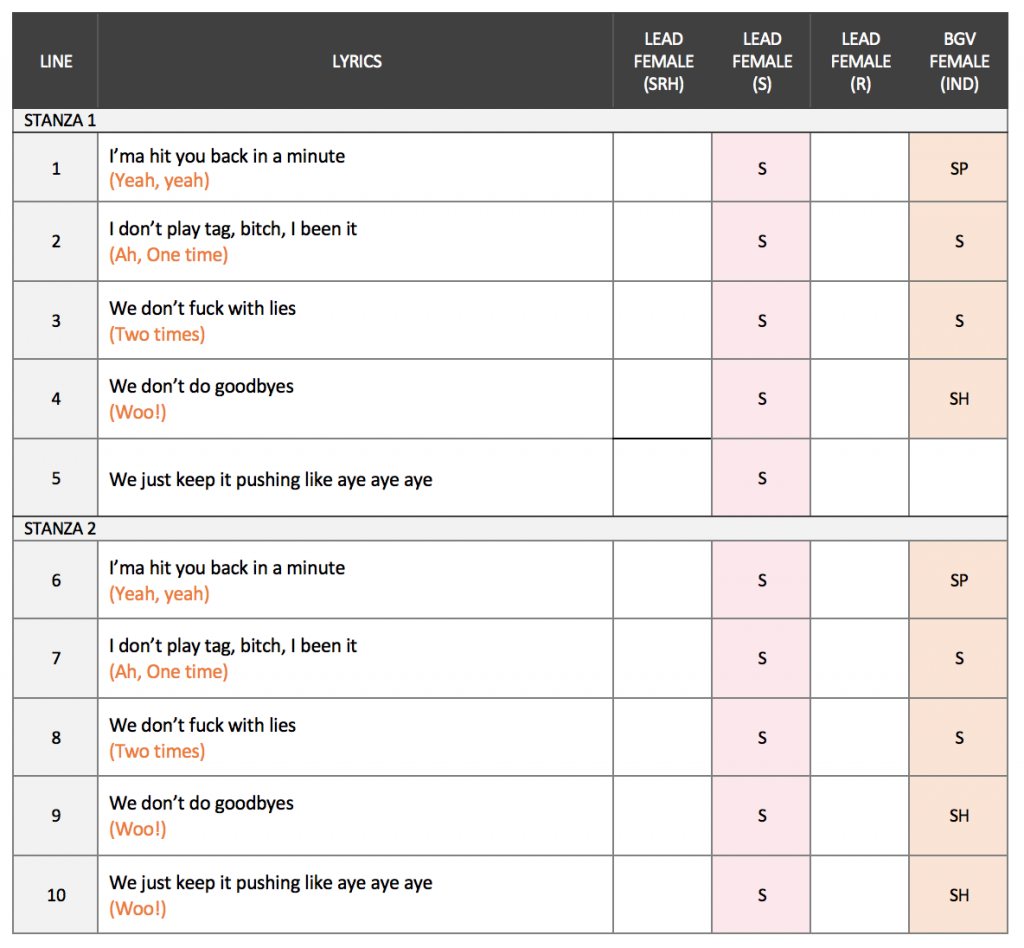 LINE
LYRICS
LEAD FEMALE (SRH)
LEAD FEMALE (S)
LEAD FEMALE (R)
BGV FEMALE (IND)
STANZA 1
1
I'ma hit you back in a minute
(Yeah, yeah)
S
SP
2
I don't play tag, bitch, I been it
(Ah, One time)
S
S
3
We don't fuck with lies
(Two times)
S
S
4
We don't do goodbyes
(Woo!)
S
SH
5
We just keep it pushing like aye aye aye
S
STANZA 2
6
I'ma hit you back in a minute
(Yeah, yeah)
S
SP
7
I don't play tag, bitch, I been it
(Ah, One time)
S
S
8
We don't fuck with lies
(Two times)
S
S
9
We don't do goodbyes
(Woo!)
S
SH
10
We just keep it pushing like aye aye aye
(Woo!)
S
SH